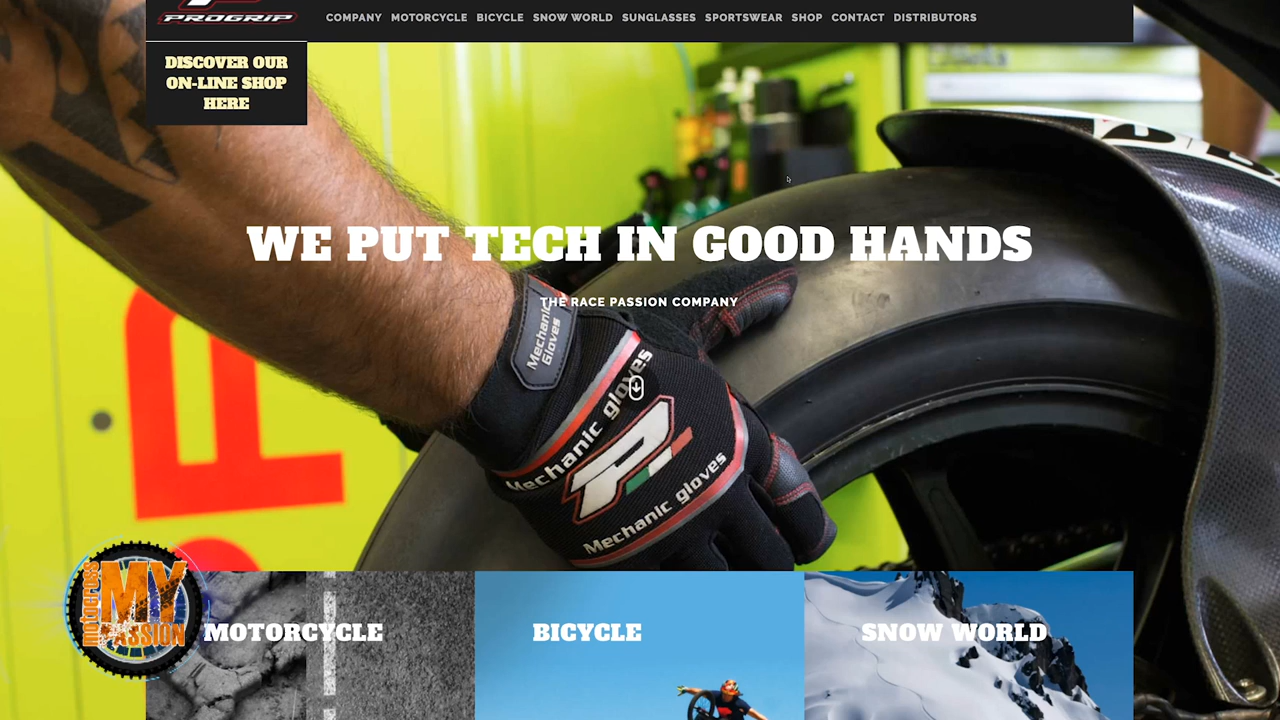 PROGRIP
COMPANY MOTORCYCLE BICYCLE SNOW WORLD SUNGLASSES SPORTSWEAR SHOP CONTACT DISTRIBUTORS
DISCOVER OUR
ON-LINE SHOP
HERE
WE PUT TECH IN GOOD HANDS
THE RACE PASSION COMPANY
Mechanic
Gloves
Mechanic gloves
Mechanic gloves
motocross
MY
PASSION
MOTORCYCLE
BICYCLE
SNOW WORLD